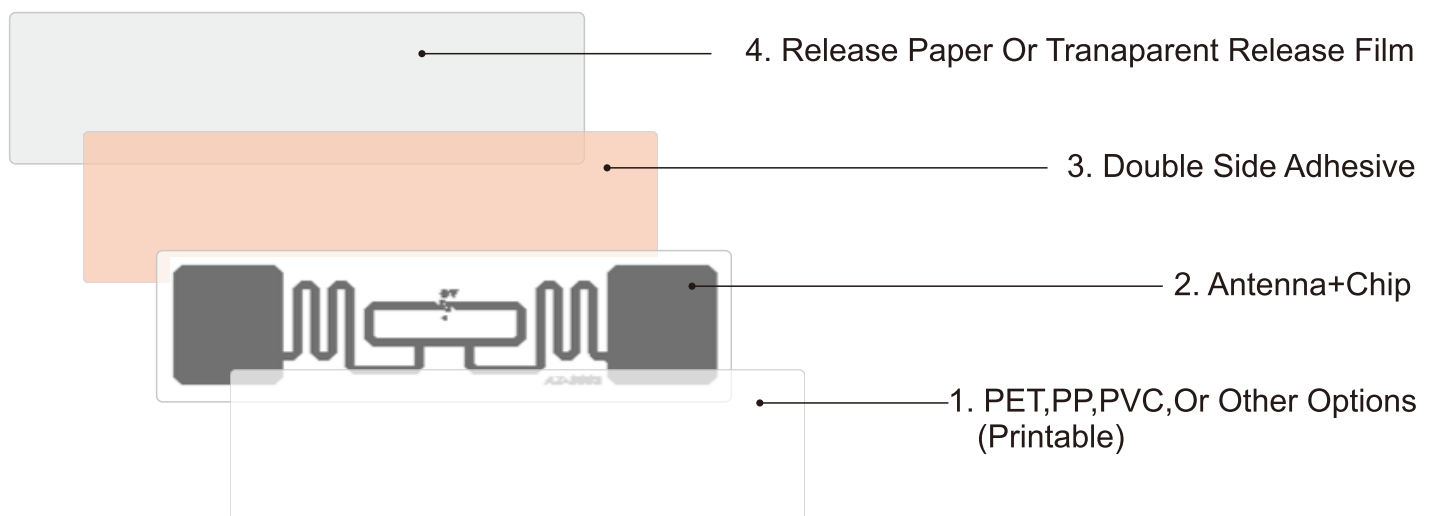 4. Release Paper Or Tranaparent Release Film
3. Double Side Adhesive
2. Antenna+Chip
1. PET,PP,PVC,Or Other Options
(Printable)